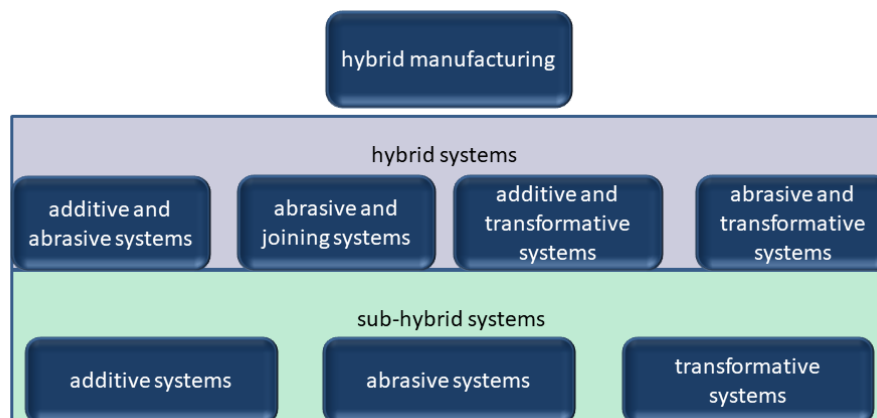 hybrid manufacturing
hybrid systems
additive and
abrasive systems
abrasive and
joining systems
additive and
transformative
systems
abrasive and
transformative
systems
sub-hybrid systems
additive systems
abrasive systems
transformative
systems